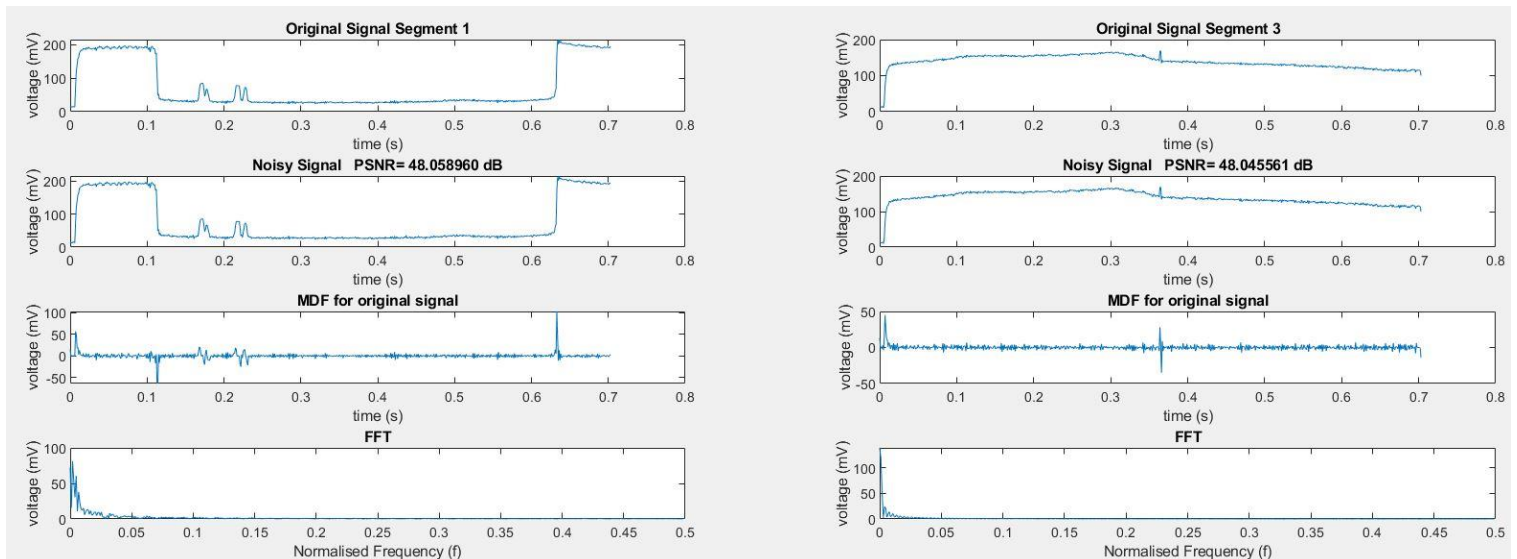 Original Signal Segment 1
200
100
0
voltage (mV)
0 0.1 0.2 0.3 0.4 0.5 0.6 0.7 0.8
time (s)
Noisy Signal PSNR= 48.058960 dB
200
100
0
voltage (mV)
0 0.1 0.2 0.3 0.4 0.5 0.6 0.7 0.8
time (s)
MDF for original signal
100
50
0
-50
voltage (mV)
0 0.1 0.2 0.3 0.4 0.5 0.6 0.7 0.8
time (s)
FFT
100
50
0
voltage (mV)
0 0.05 0.1 0.15 0.2 0.25 0.3 0.35 0.4 0.45 0.5
Normalised Frequency (f)
Original Signal Segment 3
200
100
0
voltage (mV)
0 0.1 0.2 0.3 0.4 0.5 0.6 0.7 0.8
time (s)
Noisy Signal PSNR= 48.045561 dB
200
100
0
voltage (mV)
0 0.1 0.2 0.3 0.4 0.5 0.6 0.7 0.8
time (s)
MDF for original signal
50
0
-50
voltage (mV)
0 0.1 0.2 0.3 0.4 0.5 0.6 0.7 0.8
time (s)
FFT
100
50
0
voltage (mV)
0 0.05 0.1 0.15 0.2 0.25 0.3 0.35 0.4 0.45 0.5
Normalised Frequency (f)